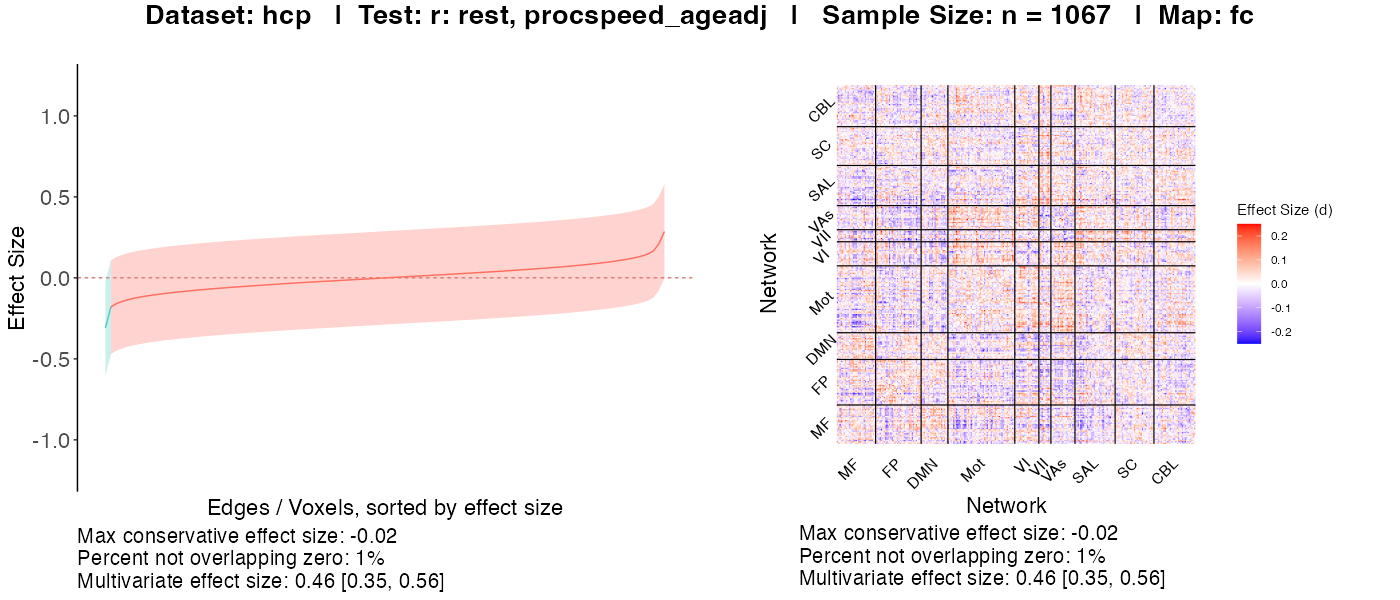 Dataset: hcp | Test: r: rest, procspeed_ageadj | Sample Size: n = 1067 | Map: fc
Effect Size
1.0
0.5
0.0
-0.5
-1.0
Edges / Voxels, sorted by effect size
Max conservative effect size: -0.02
Percent not overlapping zero: 1%
Multivariate effect size: 0.46 [0.35, 0.56]
Network
CBL
SC
SAL
VAs
VII
VI
Mot
DMN
FP
MF
MF FP DMN Mot VI VII VAs SAL SC CBL
Network
Max conservative effect size: -0.02
Percent not overlapping zero: 1%
Multivariate effect size: 0.46 [0.35, 0.56]
Effect Size (d)
0.2
0.1
0.0
-0.1
-0.2